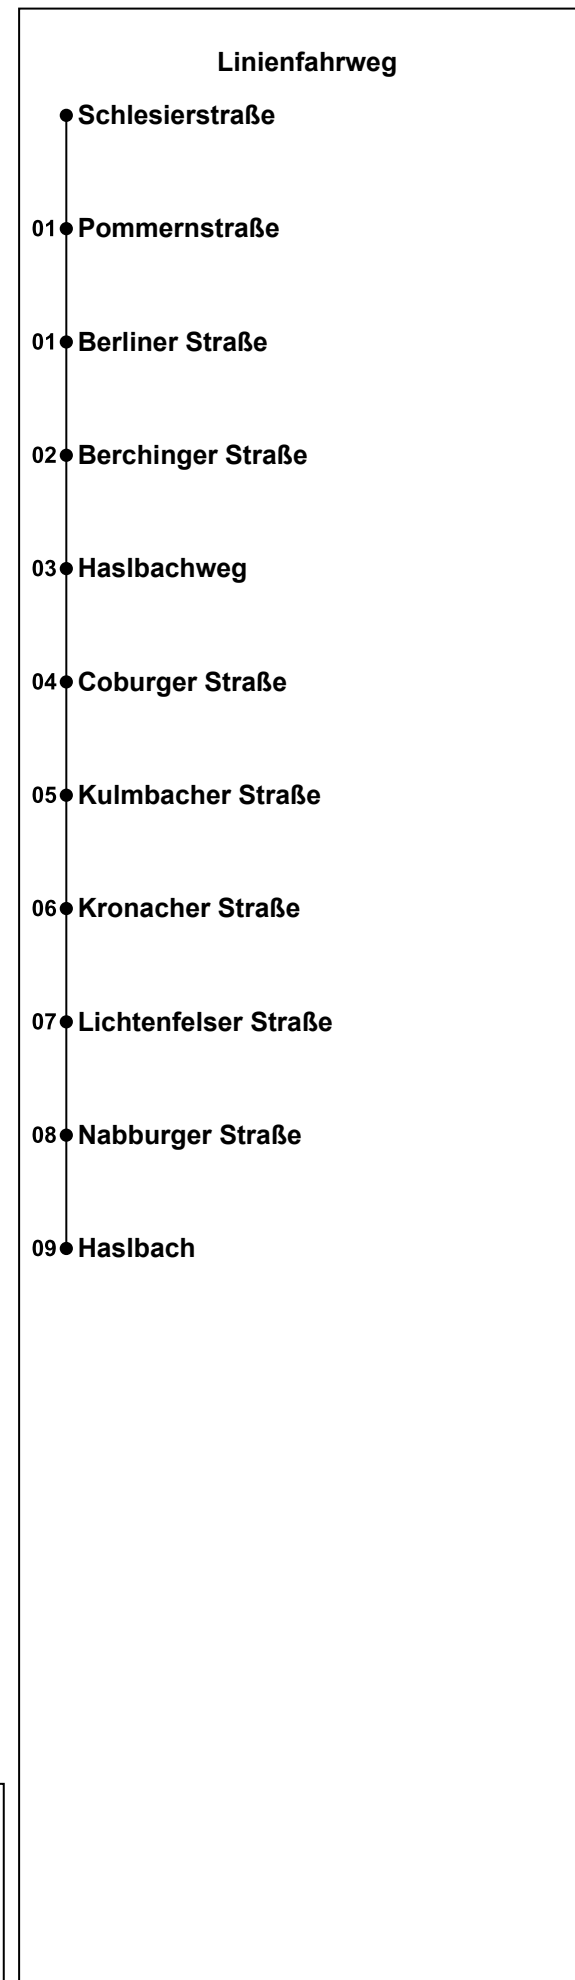 Linienfahrweg
Schlesierstraße
01 Pommernstraße
01 Berliner Straße
02 Berchinger Straße
03 Haslbachweg
04 Coburger Straße
05 Kulmbacher Straße
06 Kronacher Straße
07 Lichtenfelser Straße
08 Nabburger Straße
09 Haslbach